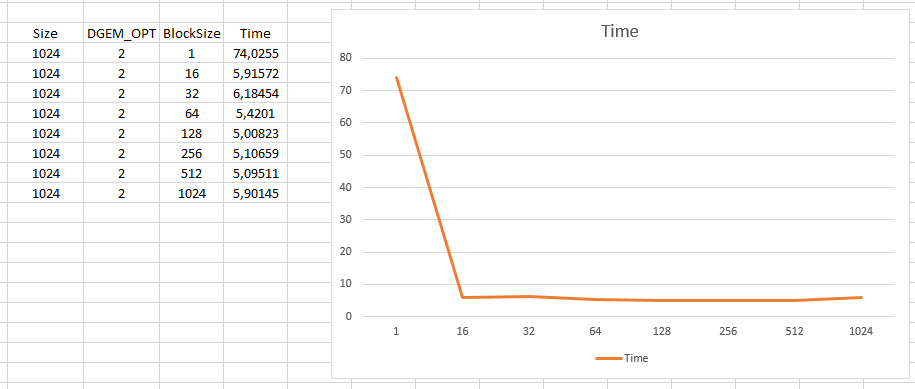 Size DGEM_OPT BlockSize Time
1024 2 1 74,0255
1024 2 16 5,91572
1024 2 32 6,18454
1024 2 64 5,4201
1024 2 128 5,00823
1024 2 256 5,10659
1024 2 512 5,09511
1024 2 1024 5,90145
Time
80
70
60
50
40
30
20
10
0
1 16 32 64 128 256 512 1024
Time